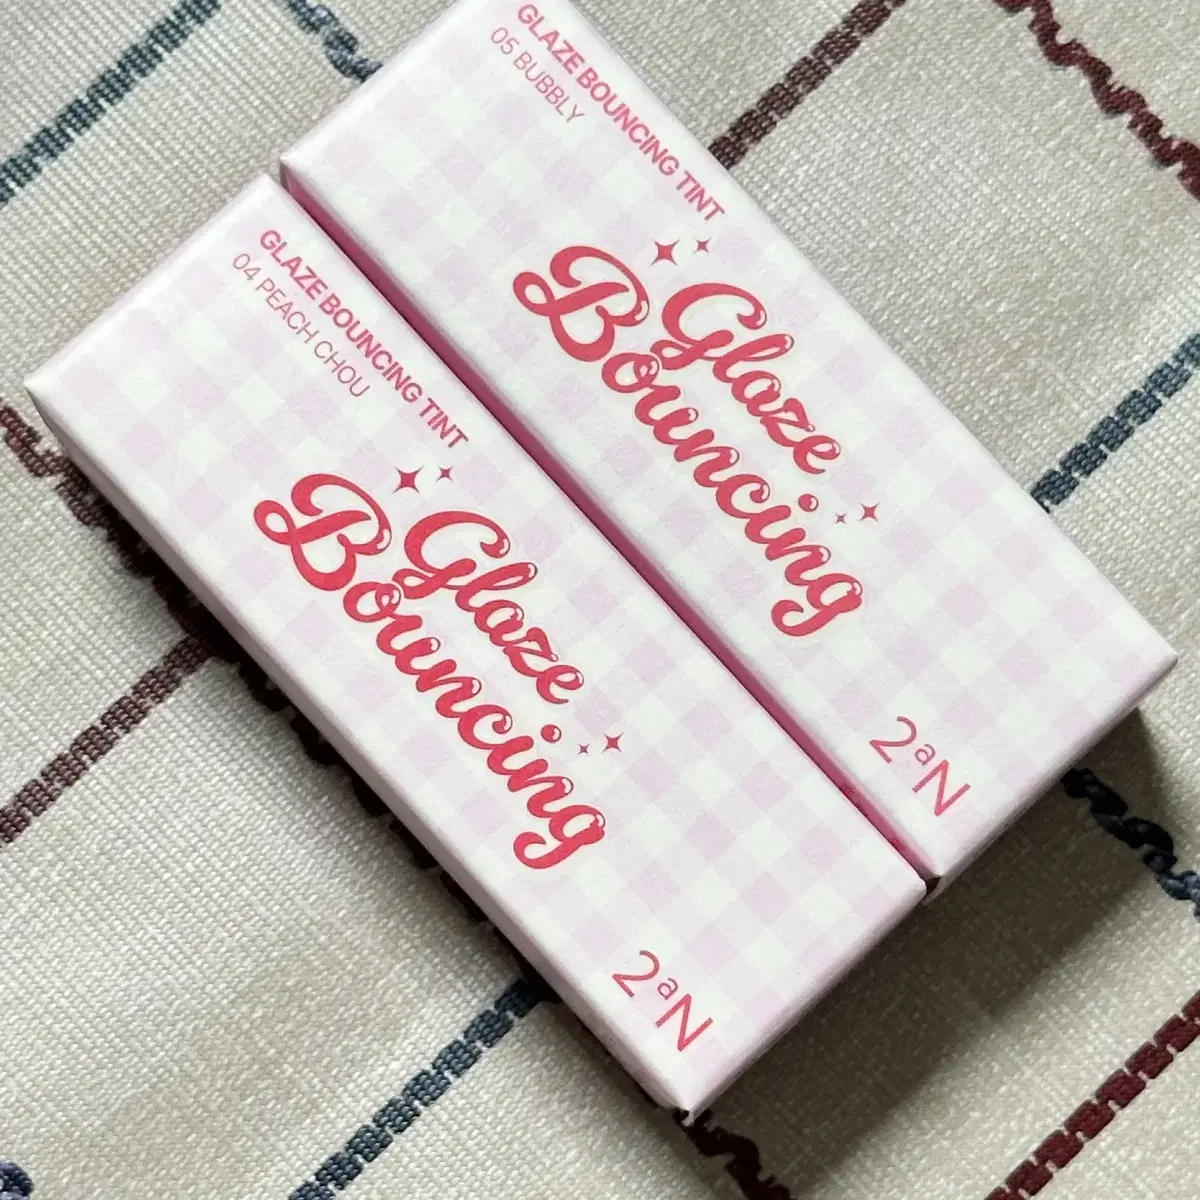 GLAZE BOUNCING TINT
05 BUBBLY
Glaze
Bouncing
2aN
GLAZE BOUNCING TINT
04 PEACH CHOU
Glaze
Bouncing
2aN